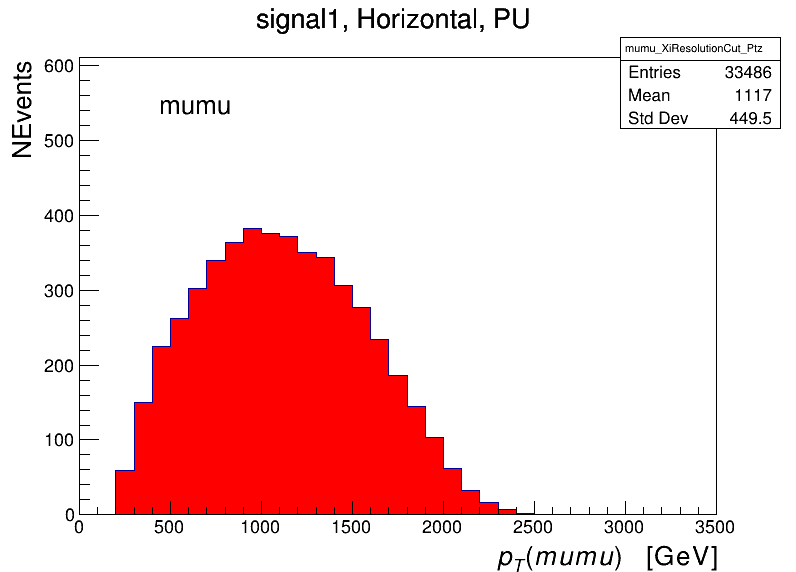 signal1, Horizontal, PU
mumu_XiResolutionCut_Ptz
Entries 33486
Mean 1117
Std Dev 449.5
NEvents
mumu
600
500
400
300
200
100
0
0 500 1000 1500 2000 2500 3000 3500
p_T(mumu) [GeV]